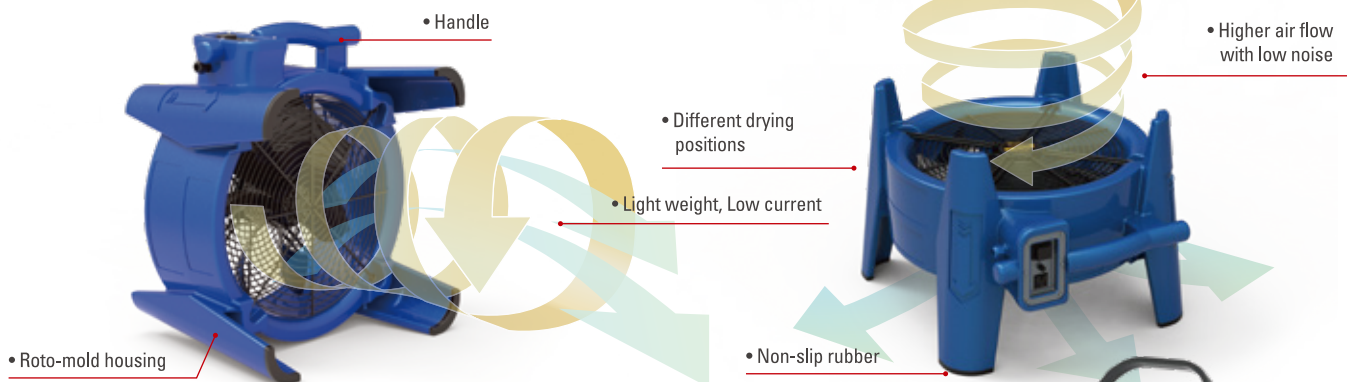 • Handle
• Higher air flow
with low noise
• Different drying
positions
• Light weight, Low current
• Roto-mold housing
• Non-slip rubber